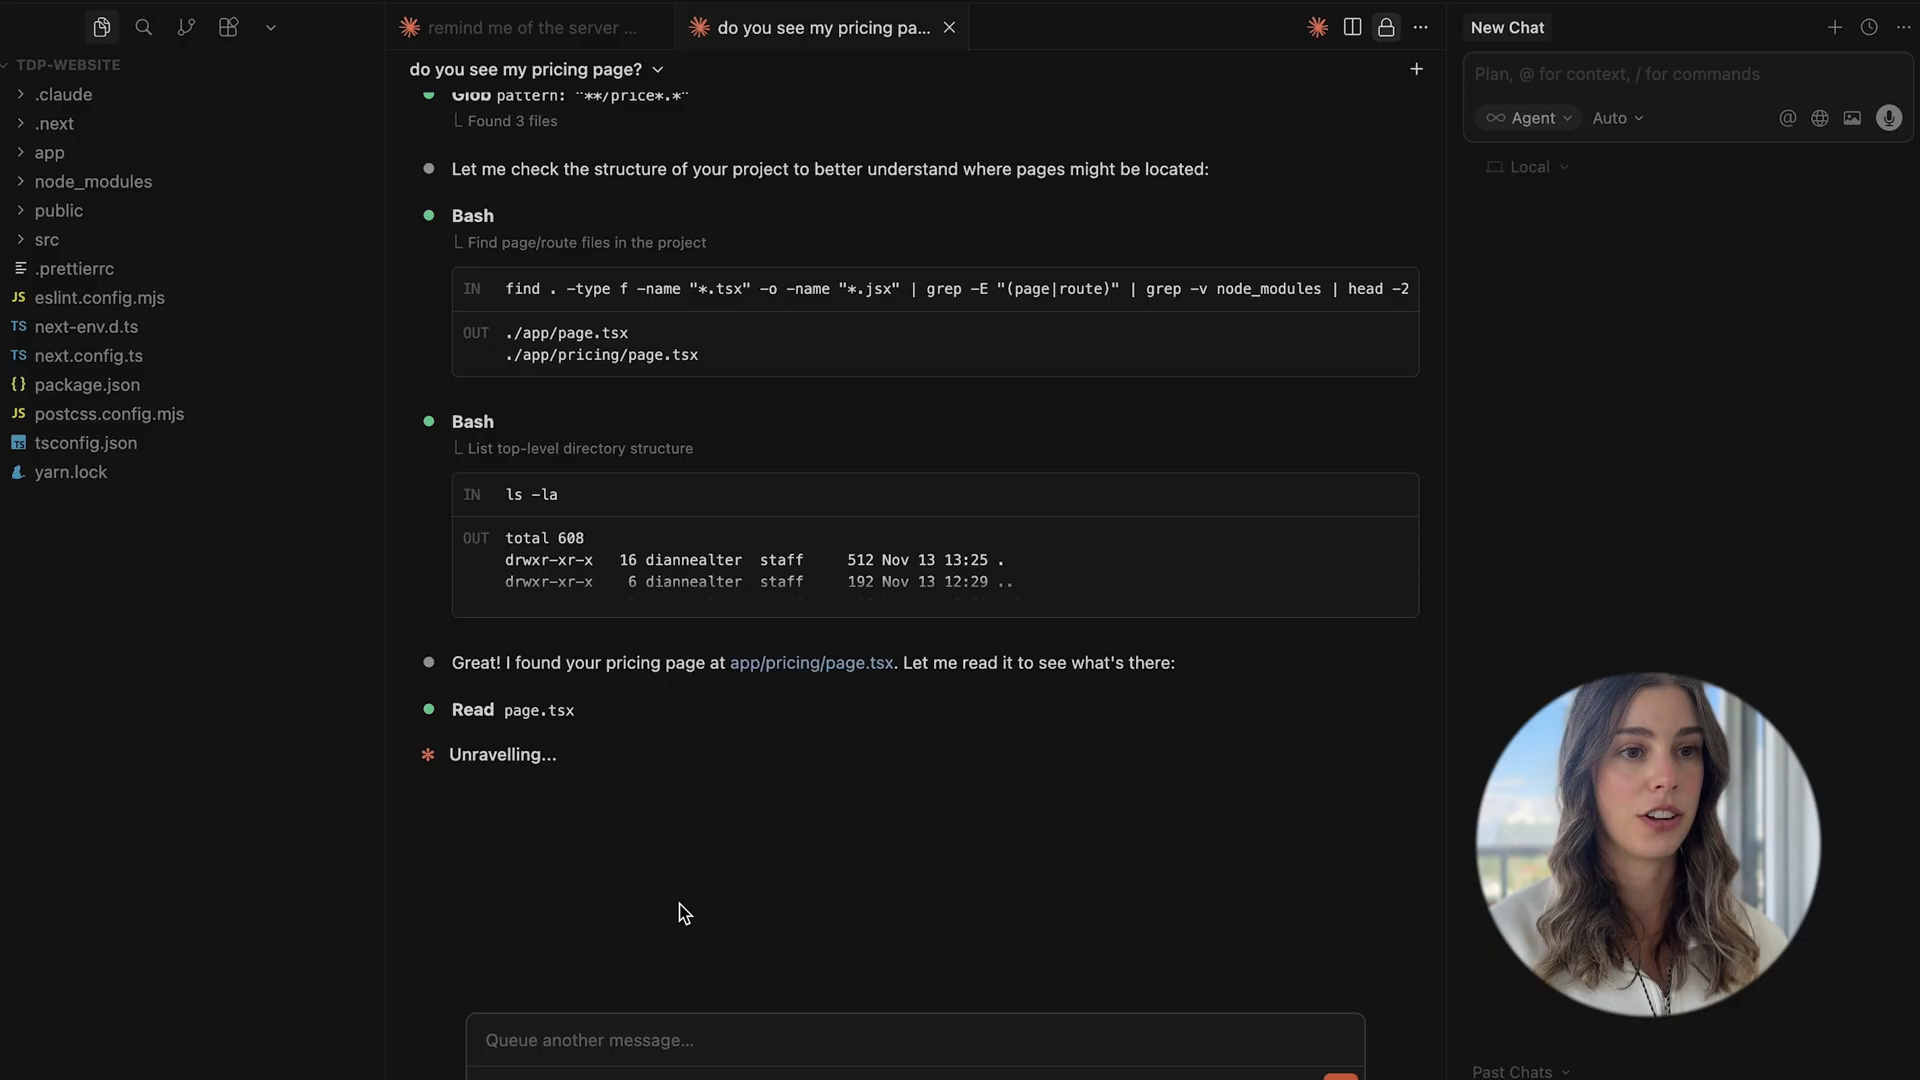 remind me of the server ...
do you see my pricing pa...
New Chat
TDP-WEBSITE
.claude
.next
app
node_modules
public
src
.prettierrc
JS eslint.config.mjs
TS next-env.d.ts
TS next.config.ts
{} package.json
JS postcss.config.mjs
TS tsconfig.json
yarn.lock
do you see my pricing page?
Glob pattern: "**/price*.*"
Found 3 files
Let me check the structure of your project to better understand where pages might be located:
Bash
Find page/route files in the project
IN find . -type f -name "*.tsx" -o -name "*.jsx" | grep -E "(page|route)" | grep -v node_modules | head -2
OUT ./app/page.tsx
./app/pricing/page.tsx
Bash
List top-level directory structure
IN ls -la
OUT total 608
drwxr-xr-x 16 diannealter staff 512 Nov 13 13:25 .
drwxr-xr-x 6 diannealter staff 192 Nov 13 12:29 ..
Great! I found your pricing page at app/pricing/page.tsx. Let me read it to see what's there:
Read page.tsx
Unravelling...
Queue another message...
Plan, @ for context, / for commands
Agent
Auto
Local
Past Chats